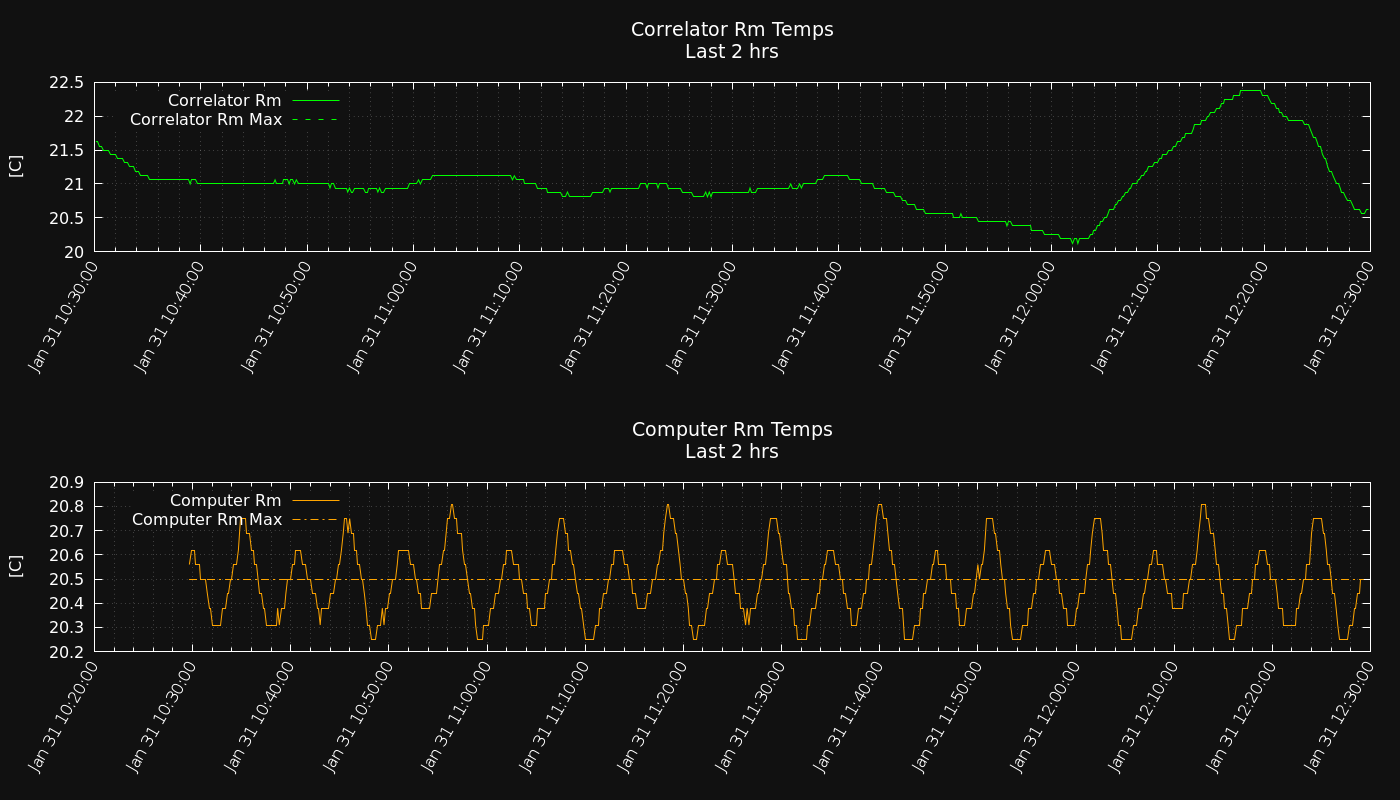 Correlator Rm Temps
Last 2 hrs
22.5
22
21.5
21
20.5
20
[C]
Correlator Rm
Correlator Rm Max
Jan 31 10:30:00
Jan 31 10:40:00
Jan 31 10:50:00
Jan 31 11:00:00
Jan 31 11:10:00
Jan 31 11:20:00
Jan 31 11:30:00
Jan 31 11:40:00
Jan 31 11:50:00
Jan 31 12:00:00
Jan 31 12:10:00
Jan 31 12:20:00
Jan 31 12:30:00
Computer Rm Temps
Last 2 hrs
20.9
20.8
20.7
20.6
20.5
20.4
20.3
20.2
[C]
Computer Rm
Computer Rm Max
Jan 31 10:20:00
Jan 31 10:30:00
Jan 31 10:40:00
Jan 31 10:50:00
Jan 31 11:00:00
Jan 31 11:10:00
Jan 31 11:20:00
Jan 31 11:30:00
Jan 31 11:40:00
Jan 31 11:50:00
Jan 31 12:00:00
Jan 31 12:10:00
Jan 31 12:20:00
Jan 31 12:30:00